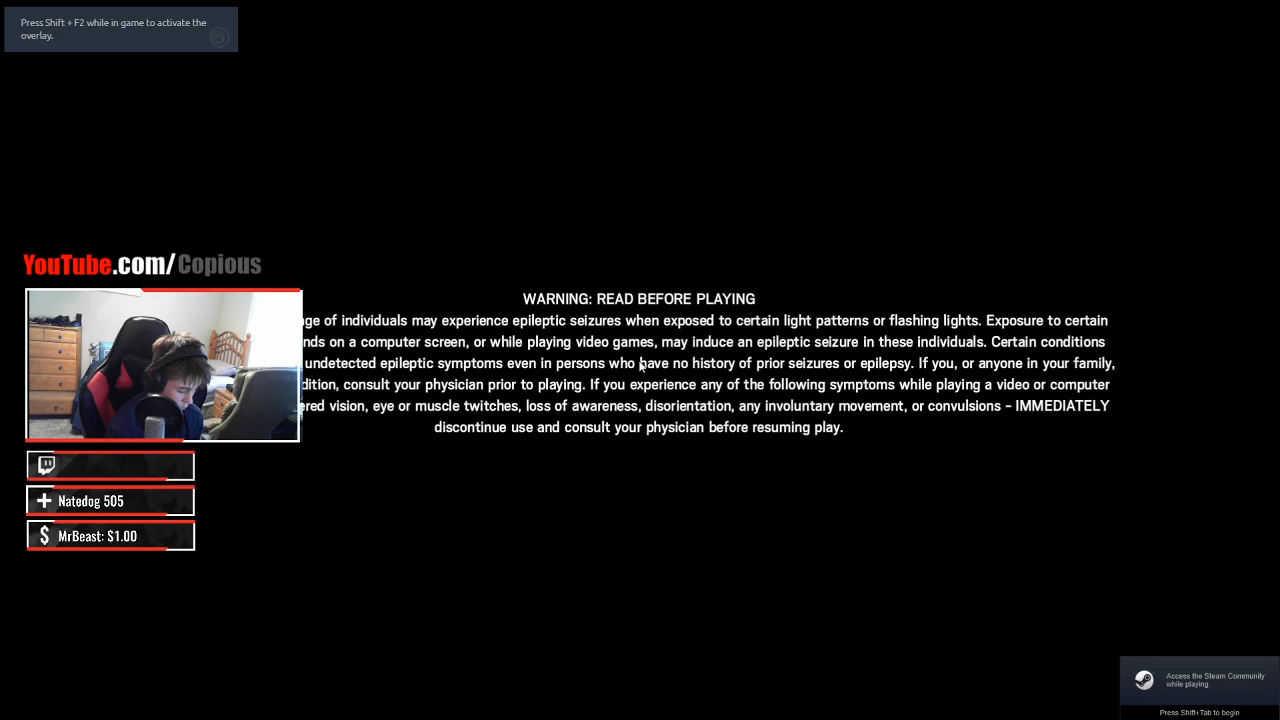 Press Shift + F2 while in game to activate the
overlay.
YouTube.com/Copious
WARNING: READ BEFORE PLAYING
of individuals may experience epileptic seizures when exposed to certain light patterns or flashing lights. Exposure to certain
on a computer screen, or while playing video games, may induce an epileptic seizure in these individuals. Certain conditions
undetected epileptic symptoms even in persons who have no history of prior seizures or epilepsy. If you, or anyone in your family,
consult your physician prior to playing. If you experience any of the following symptoms while playing a video or computer
vision, eye or muscle twitches, loss of awareness, disorientation, any involuntary movement, or convulsions – IMMEDIATELY
discontinue use and consult your physician before resuming play.
Natedog 505
$ MrBeast: $1.00
Access the Steam Community
while playing.
Press Shift+Tab to begin